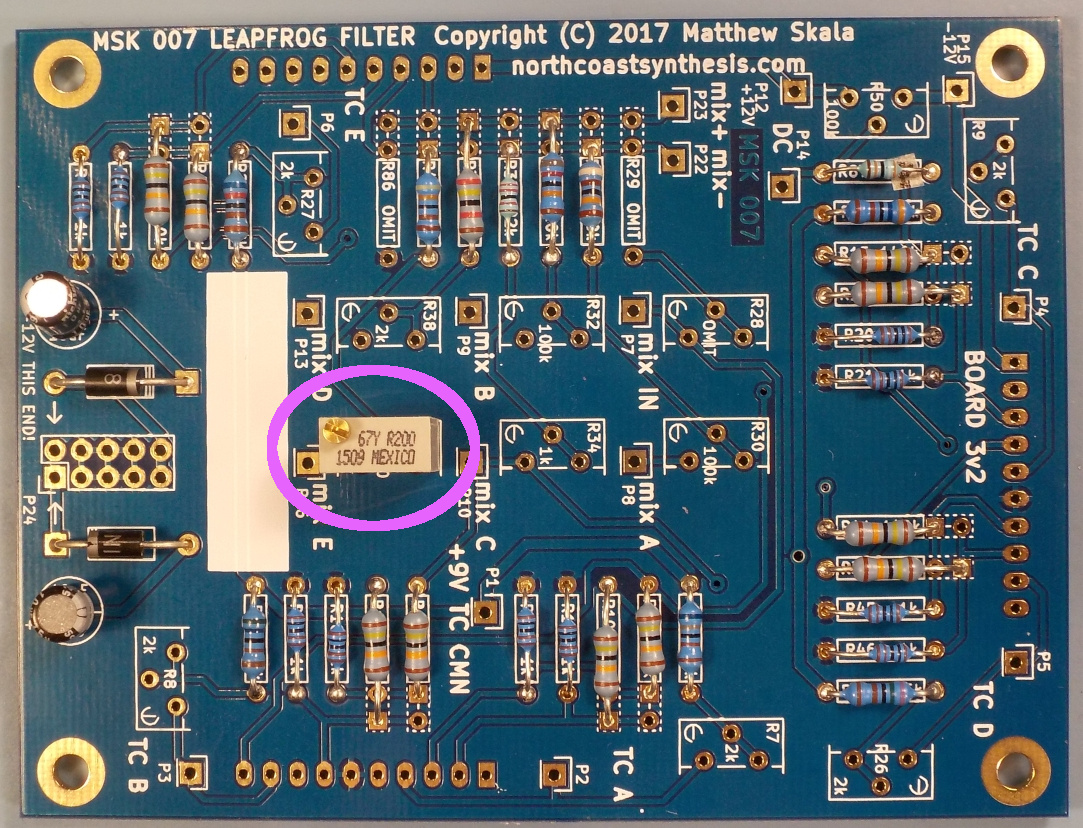 MSK 007 LEAPFROG FILTER Copyright (C) 2017 Matthew Skala
northcoastsynthesis.com
P15
-12V
P12
+12V
P14
DC
MSK 007
P23
mix+
P22
mix-
R50
100k
R9
2k
TC E
P6
2k
R27
R86 OMIT
R29 OMIT
TC C
P4
P13
mix D
R38
2k
P9
mix B
R32
100k
P7
mix IN
R28
OMIT
-12V THIS END!
8
67Y R200
1509 MEXICO
mix E
P10
mix C
R34
1k
P8
mix A
R30
100k
R20
BOARD 3v2
P24
+9V
P1
TC CMN
2k
R8
TC B
P3
P2
TC A
R7
2k
R26
2k
P5
TC D